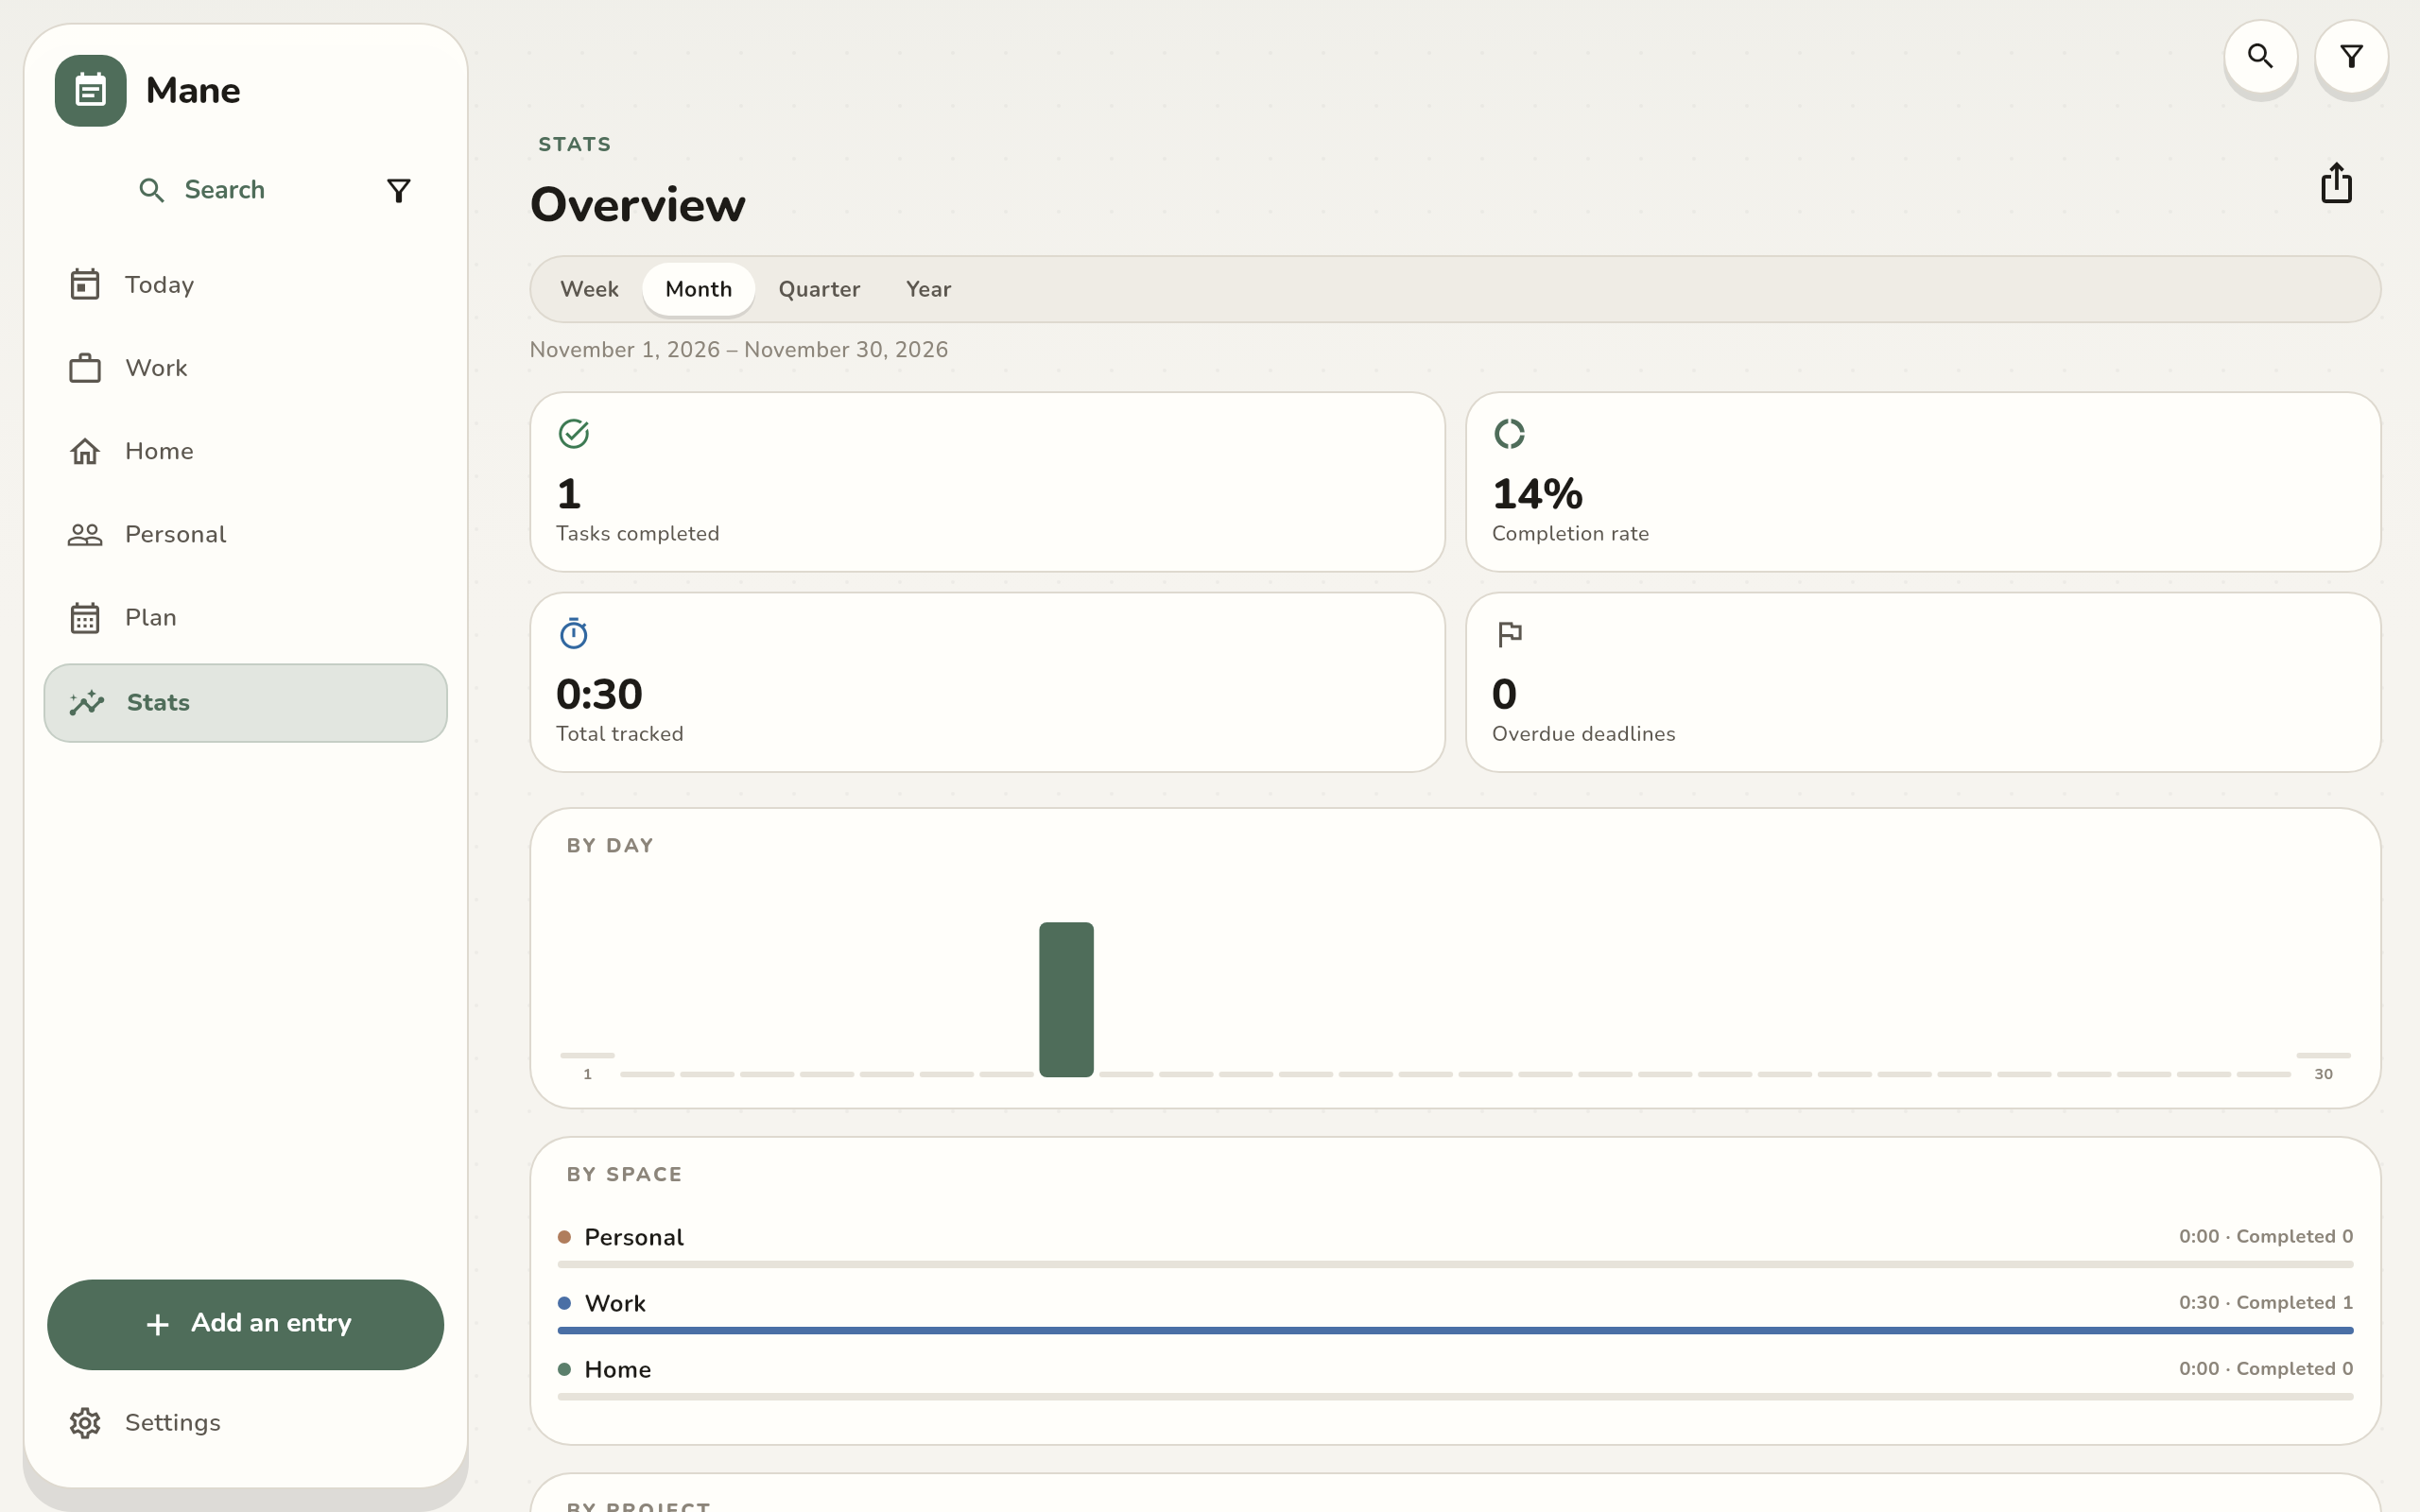 Mane
Search
Today
Work
Home
Personal
Plan
Stats
Add an entry
Settings
STATS
Overview
Week Month Quarter Year
November 1, 2026 – November 30, 2026
1
Tasks completed
14%
Completion rate
0:30
Total tracked
0
Overdue deadlines
BY DAY
1 30
BY SPACE
Personal 0:00 · Completed 0
Work 0:30 · Completed 1
Home 0:00 · Completed 0
BY PROJECT